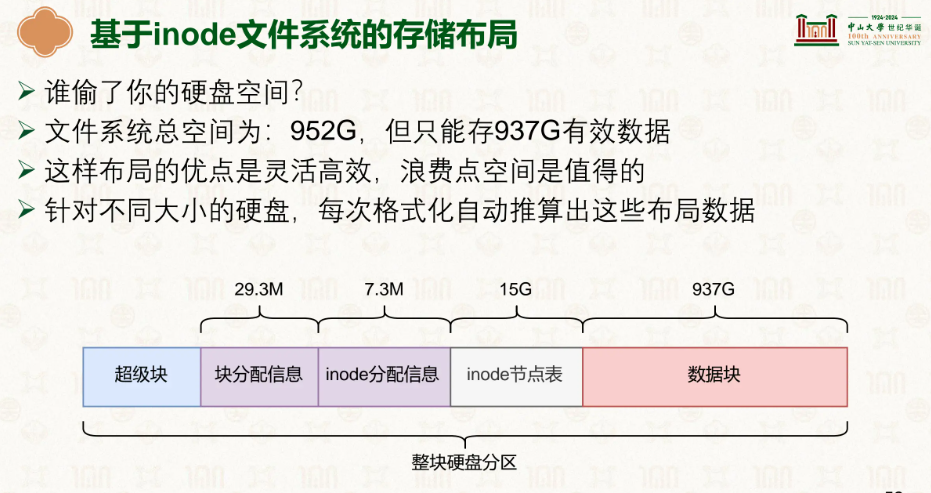 基于inode文件系统的存储布局
1924-2024
中山大学 世纪华诞
100th ANNIVERSARY
SUN YAT-SEN UNIVERSITY
谁偷了你的硬盘空间？
文件系统总空间为：952G，但只能存937G有效数据
这样布局的优点是灵活高效，浪费点空间是值得的
针对不同大小的硬盘，每次格式化自动推算出这些布局数据
29.3M 7.3M 15G 937G
超级块 块分配信息 inode分配信息 inode节点表 数据块
整块硬盘分区